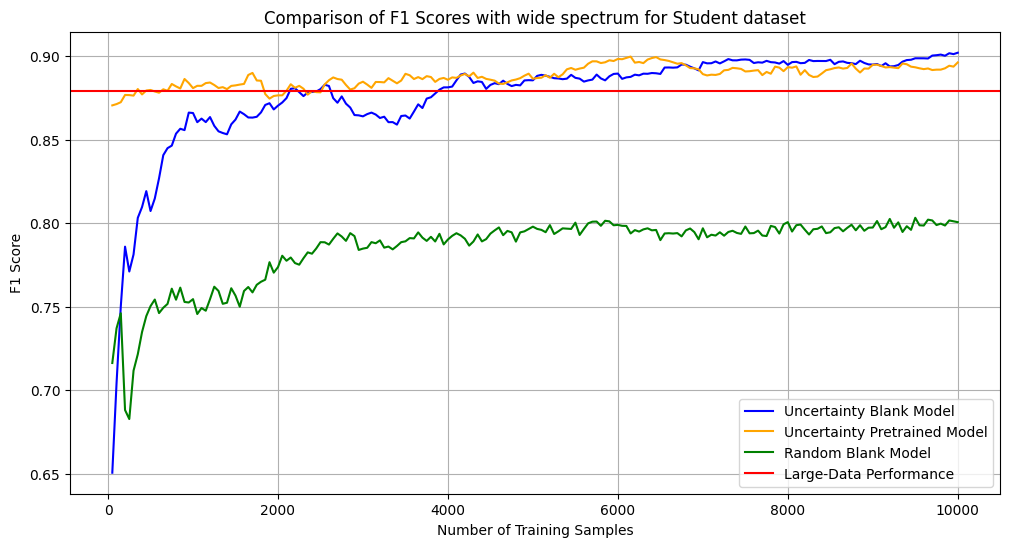 Comparison of F1 Scores with wide spectrum for Student dataset
F1 Score
0.90
0.85
0.80
0.75
0.70
0.65
0
2000
4000
6000
8000
10000
Number of Training Samples
Uncertainty Blank Model
Uncertainty Pretrained Model
Random Blank Model
Large-Data Performance